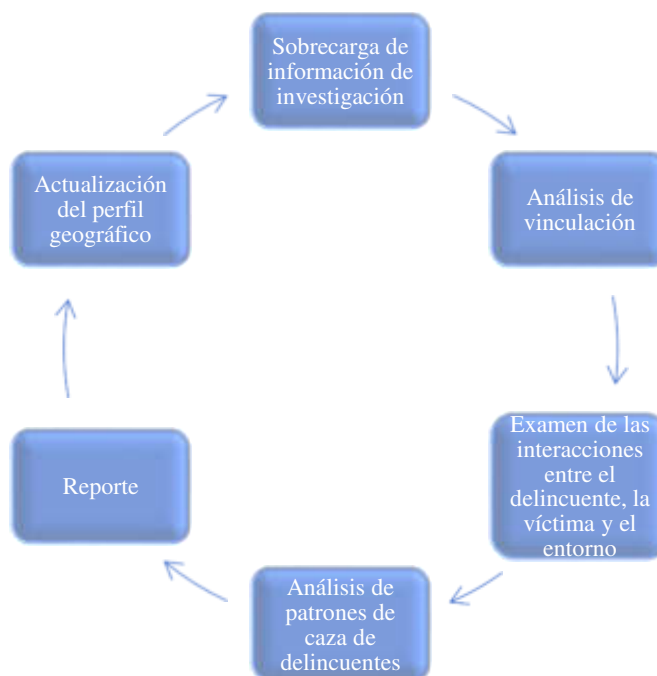 Sobrecarga de
información de
investigación
Análisis de
vinculación
Examen de las
interacciones
entre el
delincuente, la
víctima y el
entorno
Análisis de
patrones de
caza de
delincuentes
Reporte
Actualización
del perfil
geográfico